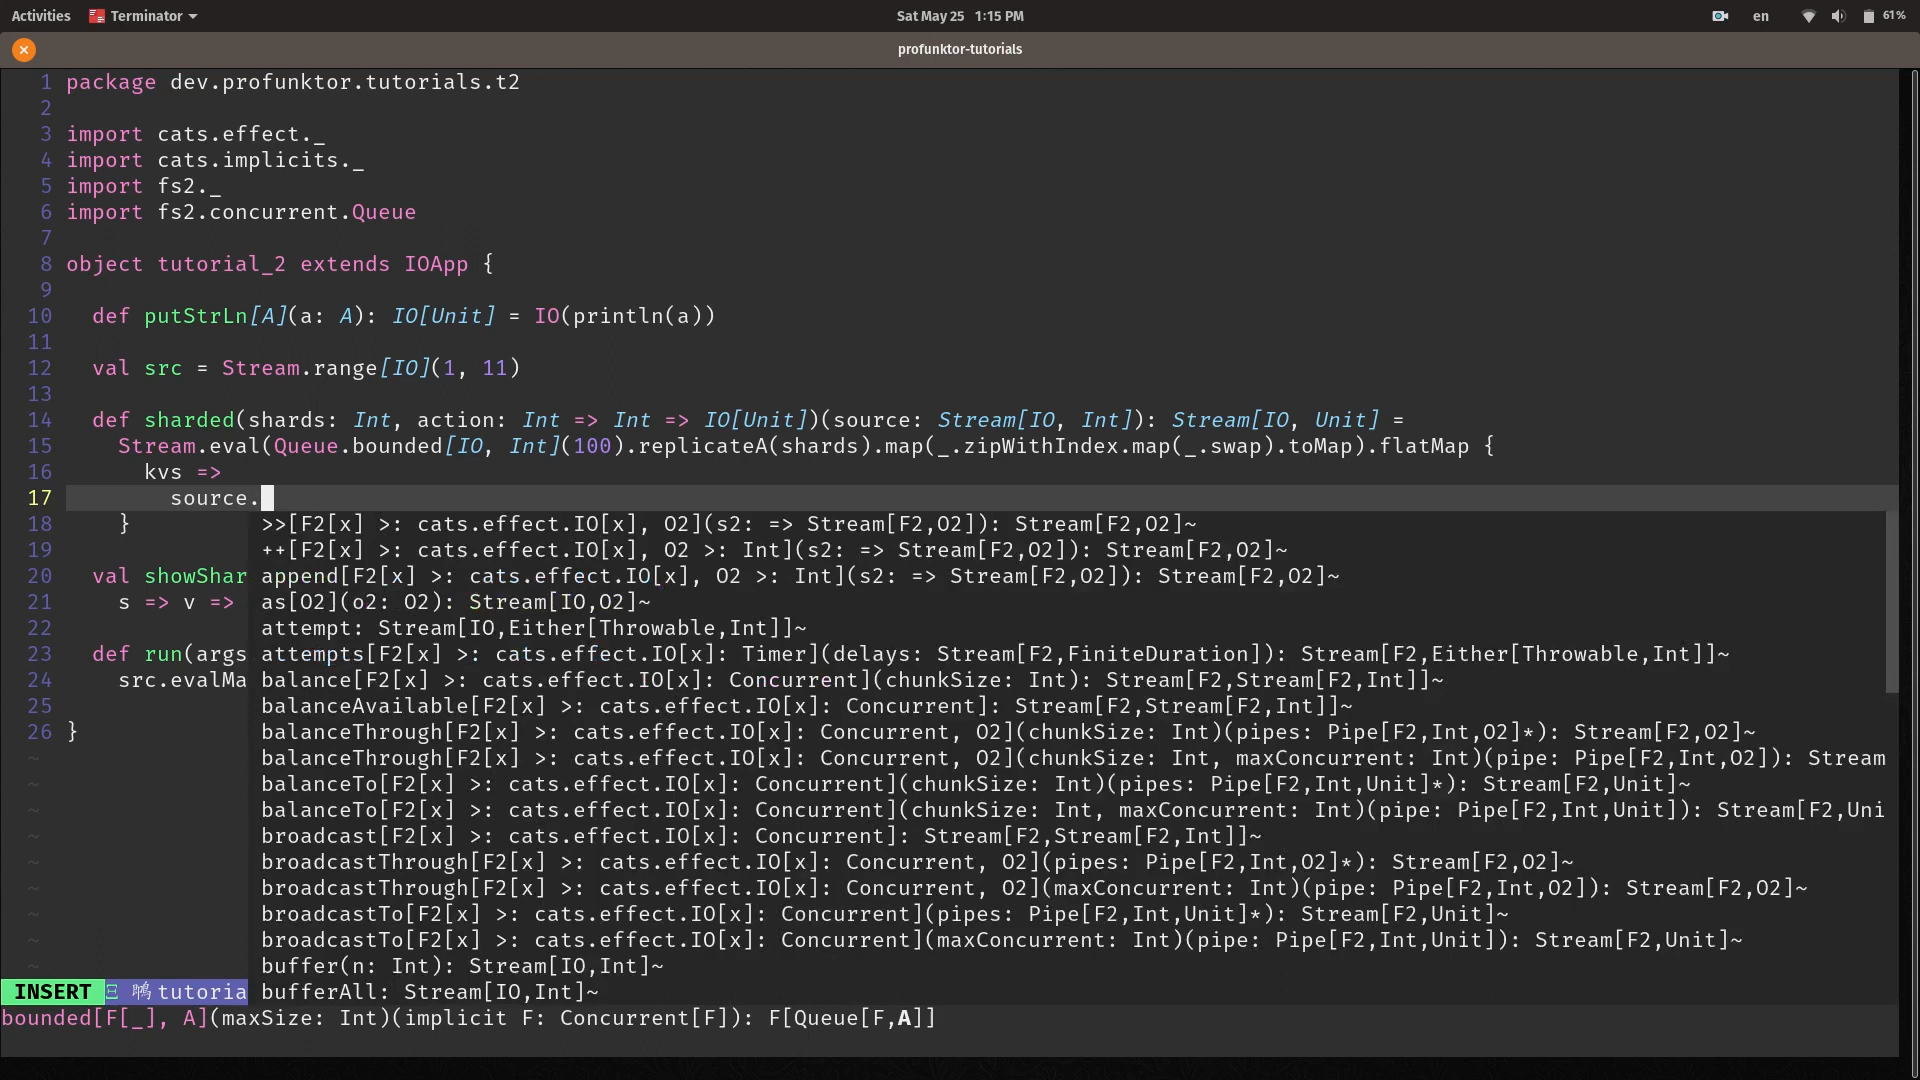 Activities Terminator Sat May 25 1:15 PM en 61%
profunktor-tutorials
1 package dev.profunktor.tutorials.t2
2
3 import cats.effect._
4 import cats.implicits._
5 import fs2._
6 import fs2.concurrent.Queue
7
8 object tutorial_2 extends IOApp {
9
10 def putStrLn[A](a: A): IO[Unit] = IO(println(a))
11
12 val src = Stream.range[IO](1, 11)
13
14 def sharded(shards: Int, action: Int => Int => IO[Unit])(source: Stream[IO, Int]): Stream[IO, Unit] =
15 Stream.eval(Queue.bounded[IO, Int](100).replicateA(shards).map(_.zipWithIndex.map(_.swap).toMap).flatMap {
16 kvs =>
17 source.
18 } >>[F2[x] >: cats.effect.IO[x], O2](s2: => Stream[F2,O2]): Stream[F2,O2]~
19 ++[F2[x] >: cats.effect.IO[x], O2 >: Int](s2: => Stream[F2,O2]): Stream[F2,O2]~
20 val showShar append[F2[x] >: cats.effect.IO[x], O2 >: Int](s2: => Stream[F2,O2]): Stream[F2,O2]~
21 s => v => as[O2](o2: O2): Stream[IO,O2]~
22 attempt: Stream[IO,Either[Throwable,Int]]~
23 def run(args attempts[F2[x] >: cats.effect.IO[x]: Timer](delays: Stream[F2,FiniteDuration]): Stream[F2,Either[Throwable,Int]]~
24 src.evalMa balance[F2[x] >: cats.effect.IO[x]: Concurrent](chunkSize: Int): Stream[F2,Stream[F2,Int]]~
25 balanceAvailable[F2[x] >: cats.effect.IO[x]: Concurrent]: Stream[F2,Stream[F2,Int]]~
26 } balanceThrough[F2[x] >: cats.effect.IO[x]: Concurrent, O2](chunkSize: Int)(pipes: Pipe[F2,Int,O2]*): Stream[F2,O2]~
~ balanceThrough[F2[x] >: cats.effect.IO[x]: Concurrent, O2](chunkSize: Int, maxConcurrent: Int)(pipe: Pipe[F2,Int,O2]): Stream
~ balanceTo[F2[x] >: cats.effect.IO[x]: Concurrent](chunkSize: Int)(pipes: Pipe[F2,Int,Unit]*): Stream[F2,Unit]~
~ balanceTo[F2[x] >: cats.effect.IO[x]: Concurrent](chunkSize: Int, maxConcurrent: Int)(pipe: Pipe[F2,Int,Unit]): Stream[F2,Uni
~ broadcast[F2[x] >: cats.effect.IO[x]: Concurrent]: Stream[F2,Stream[F2,Int]]~
~ broadcastThrough[F2[x] >: cats.effect.IO[x]: Concurrent, O2](pipes: Pipe[F2,Int,O2]*): Stream[F2,O2]~
~ broadcastThrough[F2[x] >: cats.effect.IO[x]: Concurrent, O2](maxConcurrent: Int)(pipe: Pipe[F2,Int,O2]): Stream[F2,O2]~
~ broadcastTo[F2[x] >: cats.effect.IO[x]: Concurrent](pipes: Pipe[F2,Int,Unit]*): Stream[F2,Unit]~
~ broadcastTo[F2[x] >: cats.effect.IO[x]: Concurrent](maxConcurrent: Int)(pipe: Pipe[F2,Int,Unit]): Stream[F2,Unit]~
~ buffer(n: Int): Stream[IO,Int]~
INSERT tutoria bufferAll: Stream[IO,Int]~
bounded[F[_], A](maxSize: Int)(implicit F: Concurrent[F]): F[Queue[F,A]]